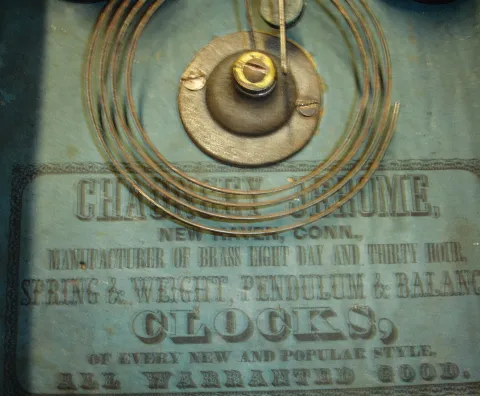 CHAUNCEY JEROME,
NEW HAVEN, CONN.,
MANUFACTURER OF BRASS EIGHT DAY AND THIRTY HOUR,
SPRING & WEIGHT, PENDULUM & BALANC
CLOCKS,
OF EVERY NEW AND POPULAR STYLE.
ALL WARRANTED GOOD.